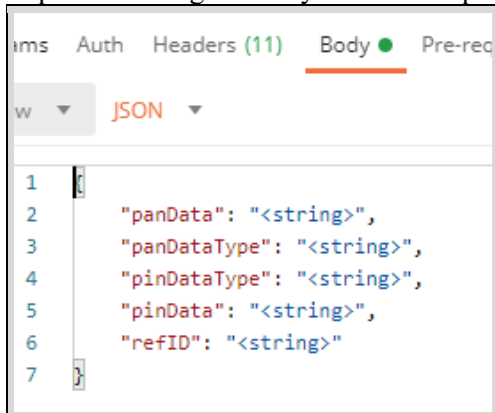 ams Auth Headers (11) Body Pre-req
w JSON
1 {
2 "panData": "<string>",
3 "panDataType": "<string>",
4 "pinDataType": "<string>",
5 "pinData": "<string>",
6 "refID": "<string>"
7 }